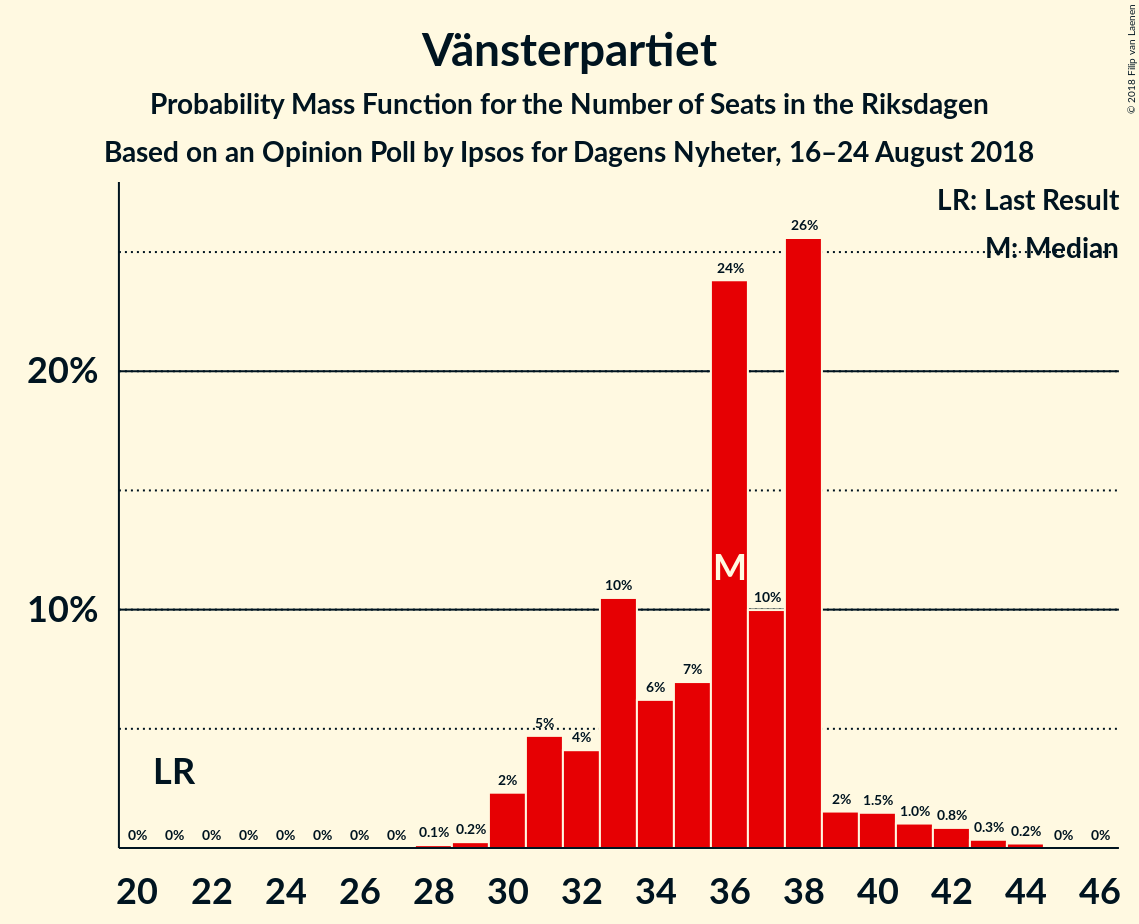 Vänsterpartiet
Probability Mass Function for the Number of Seats in the Riksdagen
Based on an Opinion Poll by Ipsos for Dagens Nyheter, 16–24 August 2018
© 2018 Filip van Laenen
LR: Last Result
M: Median
26%
24%
20%
M
10%
10%
10%
7%
6%
5%
4%
LR
2%
2%
1.5%
1.0%
0.8%
0% 0% 0% 0% 0% 0% 0% 0% 0.1% 0.2% 0.3% 0.2% 0% 0%
20 22 24 26 28 30 32 34 36 38 40 42 44 46